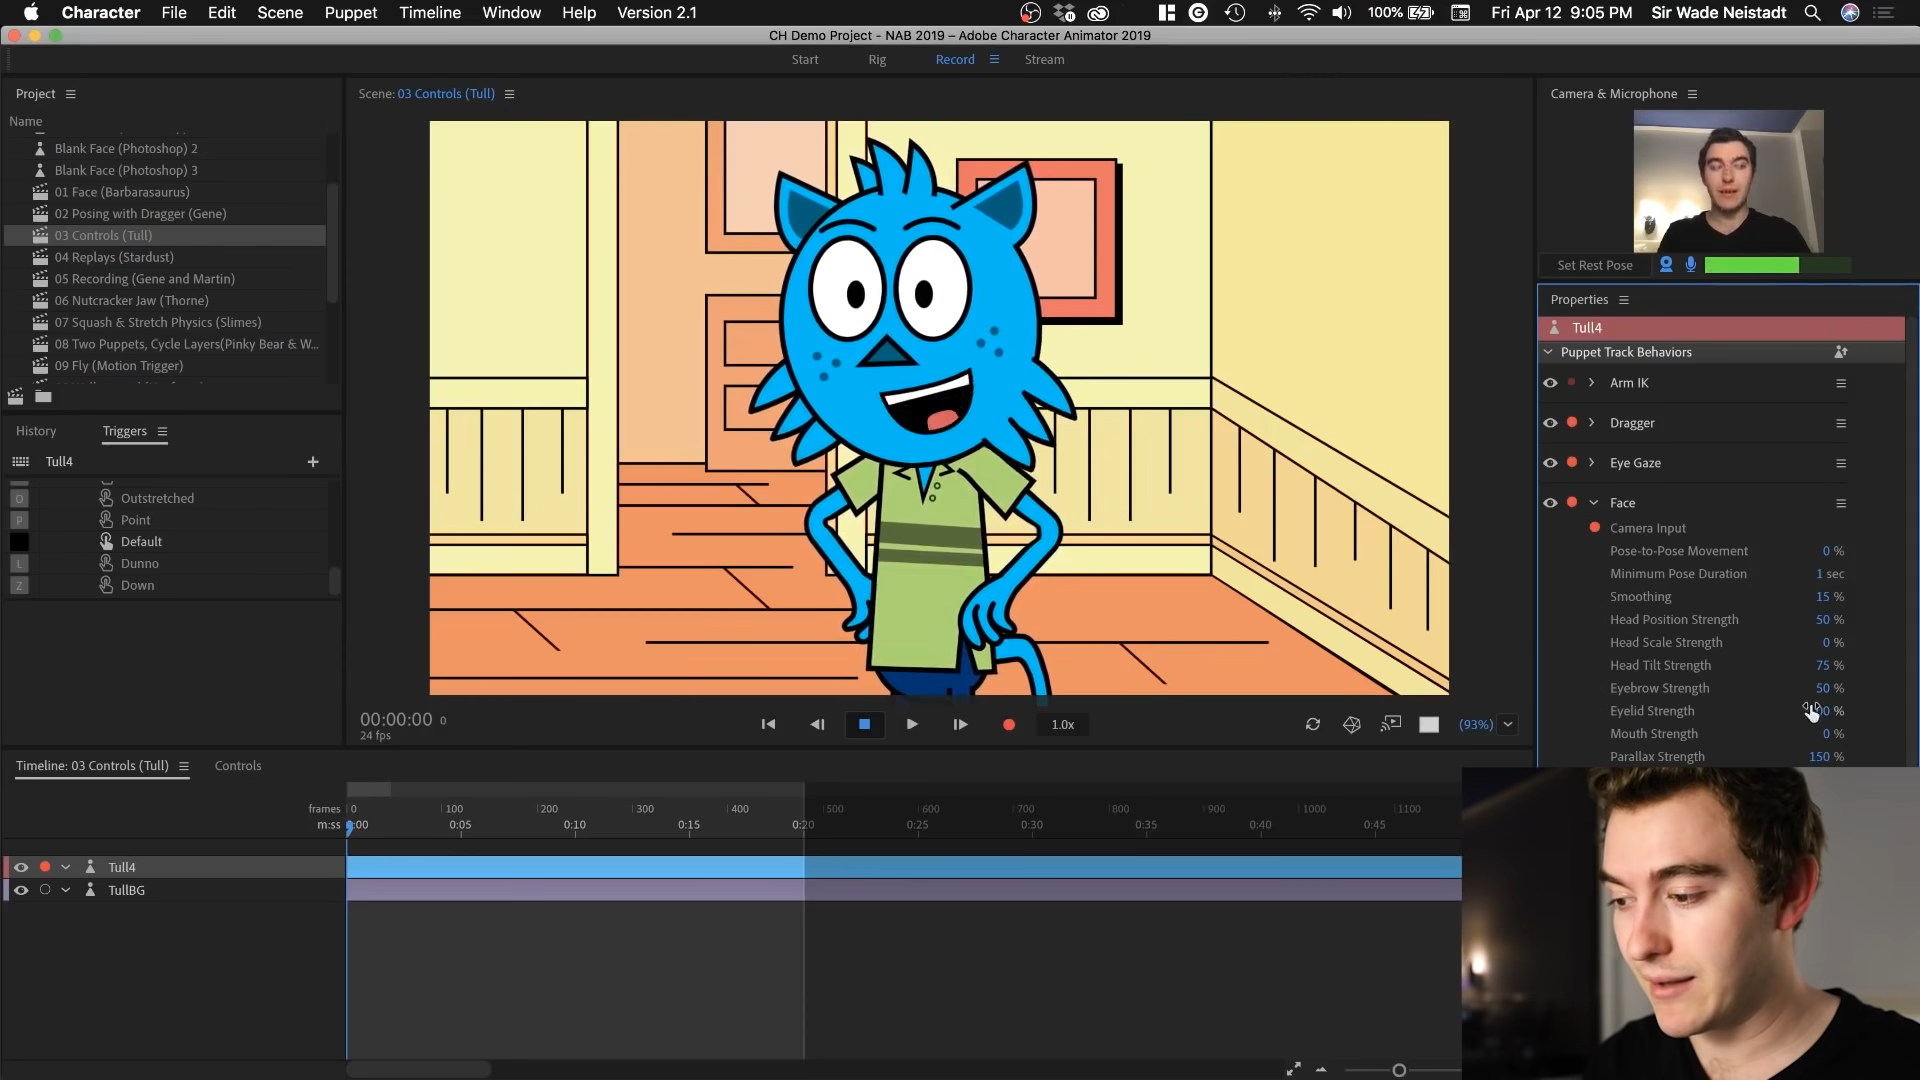 Character File Edit Scene Puppet Timeline Window Help Version 2.1 100% Fri Apr 12 9:05 PM Sir Wade Neistadt
CH Demo Project - NAB 2019 – Adobe Character Animator 2019
Start Rig Record Stream
Project
Name
Blank Face (Photoshop) 2
Blank Face (Photoshop) 3
01 Face (Barbarasaurus)
02 Posing with Dragger (Gene)
03 Controls (Tull)
04 Replays (Stardust)
05 Recording (Gene and Martin)
06 Nutcracker Jaw (Thorne)
07 Squash & Stretch Physics (Slimes)
08 Two Puppets, Cycle Layers(Pinky Bear & W...
09 Fly (Motion Trigger)
History Triggers
Tull4
O Outstretched
P Point
Default
L Dunno
Z Down
Scene: 03 Controls (Tull)
00:00:00 0
24 fps
1.0x
(93%)
Camera & Microphone
Set Rest Pose
Properties
Tull4
Puppet Track Behaviors
Arm IK
Dragger
Eye Gaze
Face
Camera Input
Pose-to-Pose Movement 0 %
Minimum Pose Duration 1 sec
Smoothing 15 %
Head Position Strength 50 %
Head Scale Strength 0 %
Head Tilt Strength 75 %
Eyebrow Strength 50 %
Eyelid Strength %
Mouth Strength 0 %
Parallax Strength 150 %
Timeline: 03 Controls (Tull) Controls
frames 0 100 200 300 400 500 600 700 800 900 1000 1100
m:ss :00 0:05 0:10 0:15 0:20 0:25 0:30 0:35 0:40 0:45
Tull4
TullBG